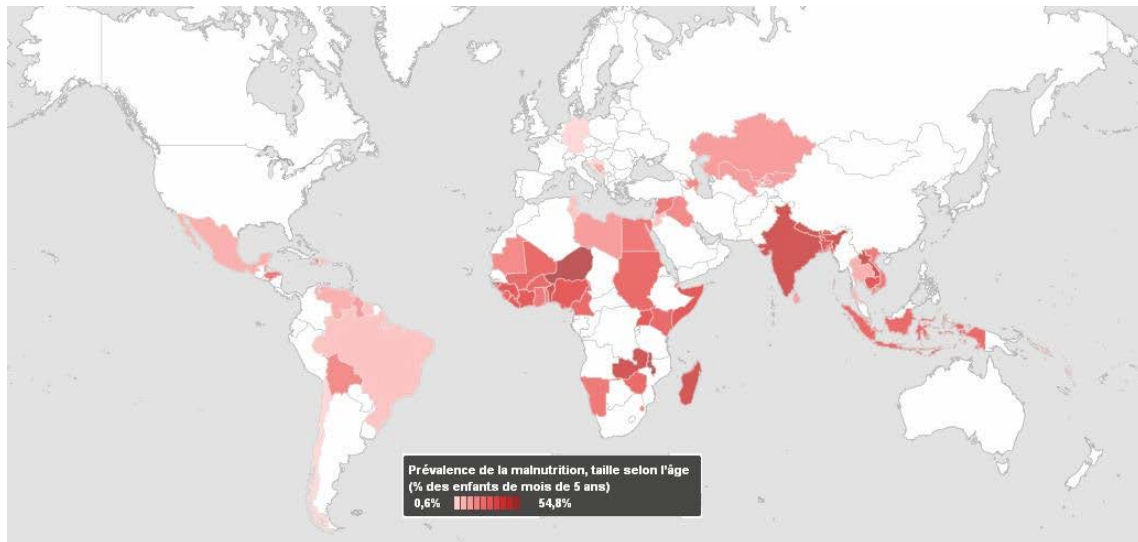 Prévalence de la malnutrition, taille selon l'âge
(% des enfants de mois de 5 ans)
0,6% 54,8%